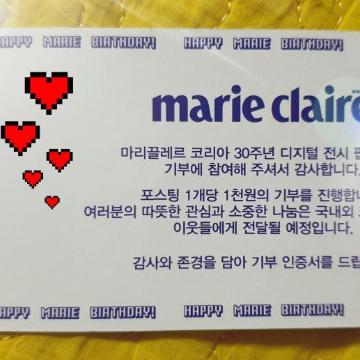 HAPPY MARIE BIRTHDAY! HAPPY MARIE BIRTHDAY!
marie claire
마리끌레르 코리아 30주년 디지털 전시
기부에 참여해 주셔서 감사합니다.
포스팅 1개당 1천원의 기부를 진행합
여러분의 따뜻한 관심과 소중한 나눔은 국내외
이웃들에게 전달될 예정입니다.
감사와 존경을 담아 기부 인증서를 드립
HAPPY MARIE BIRTHDAY! HAPPY MARIE BIRTHDAY!